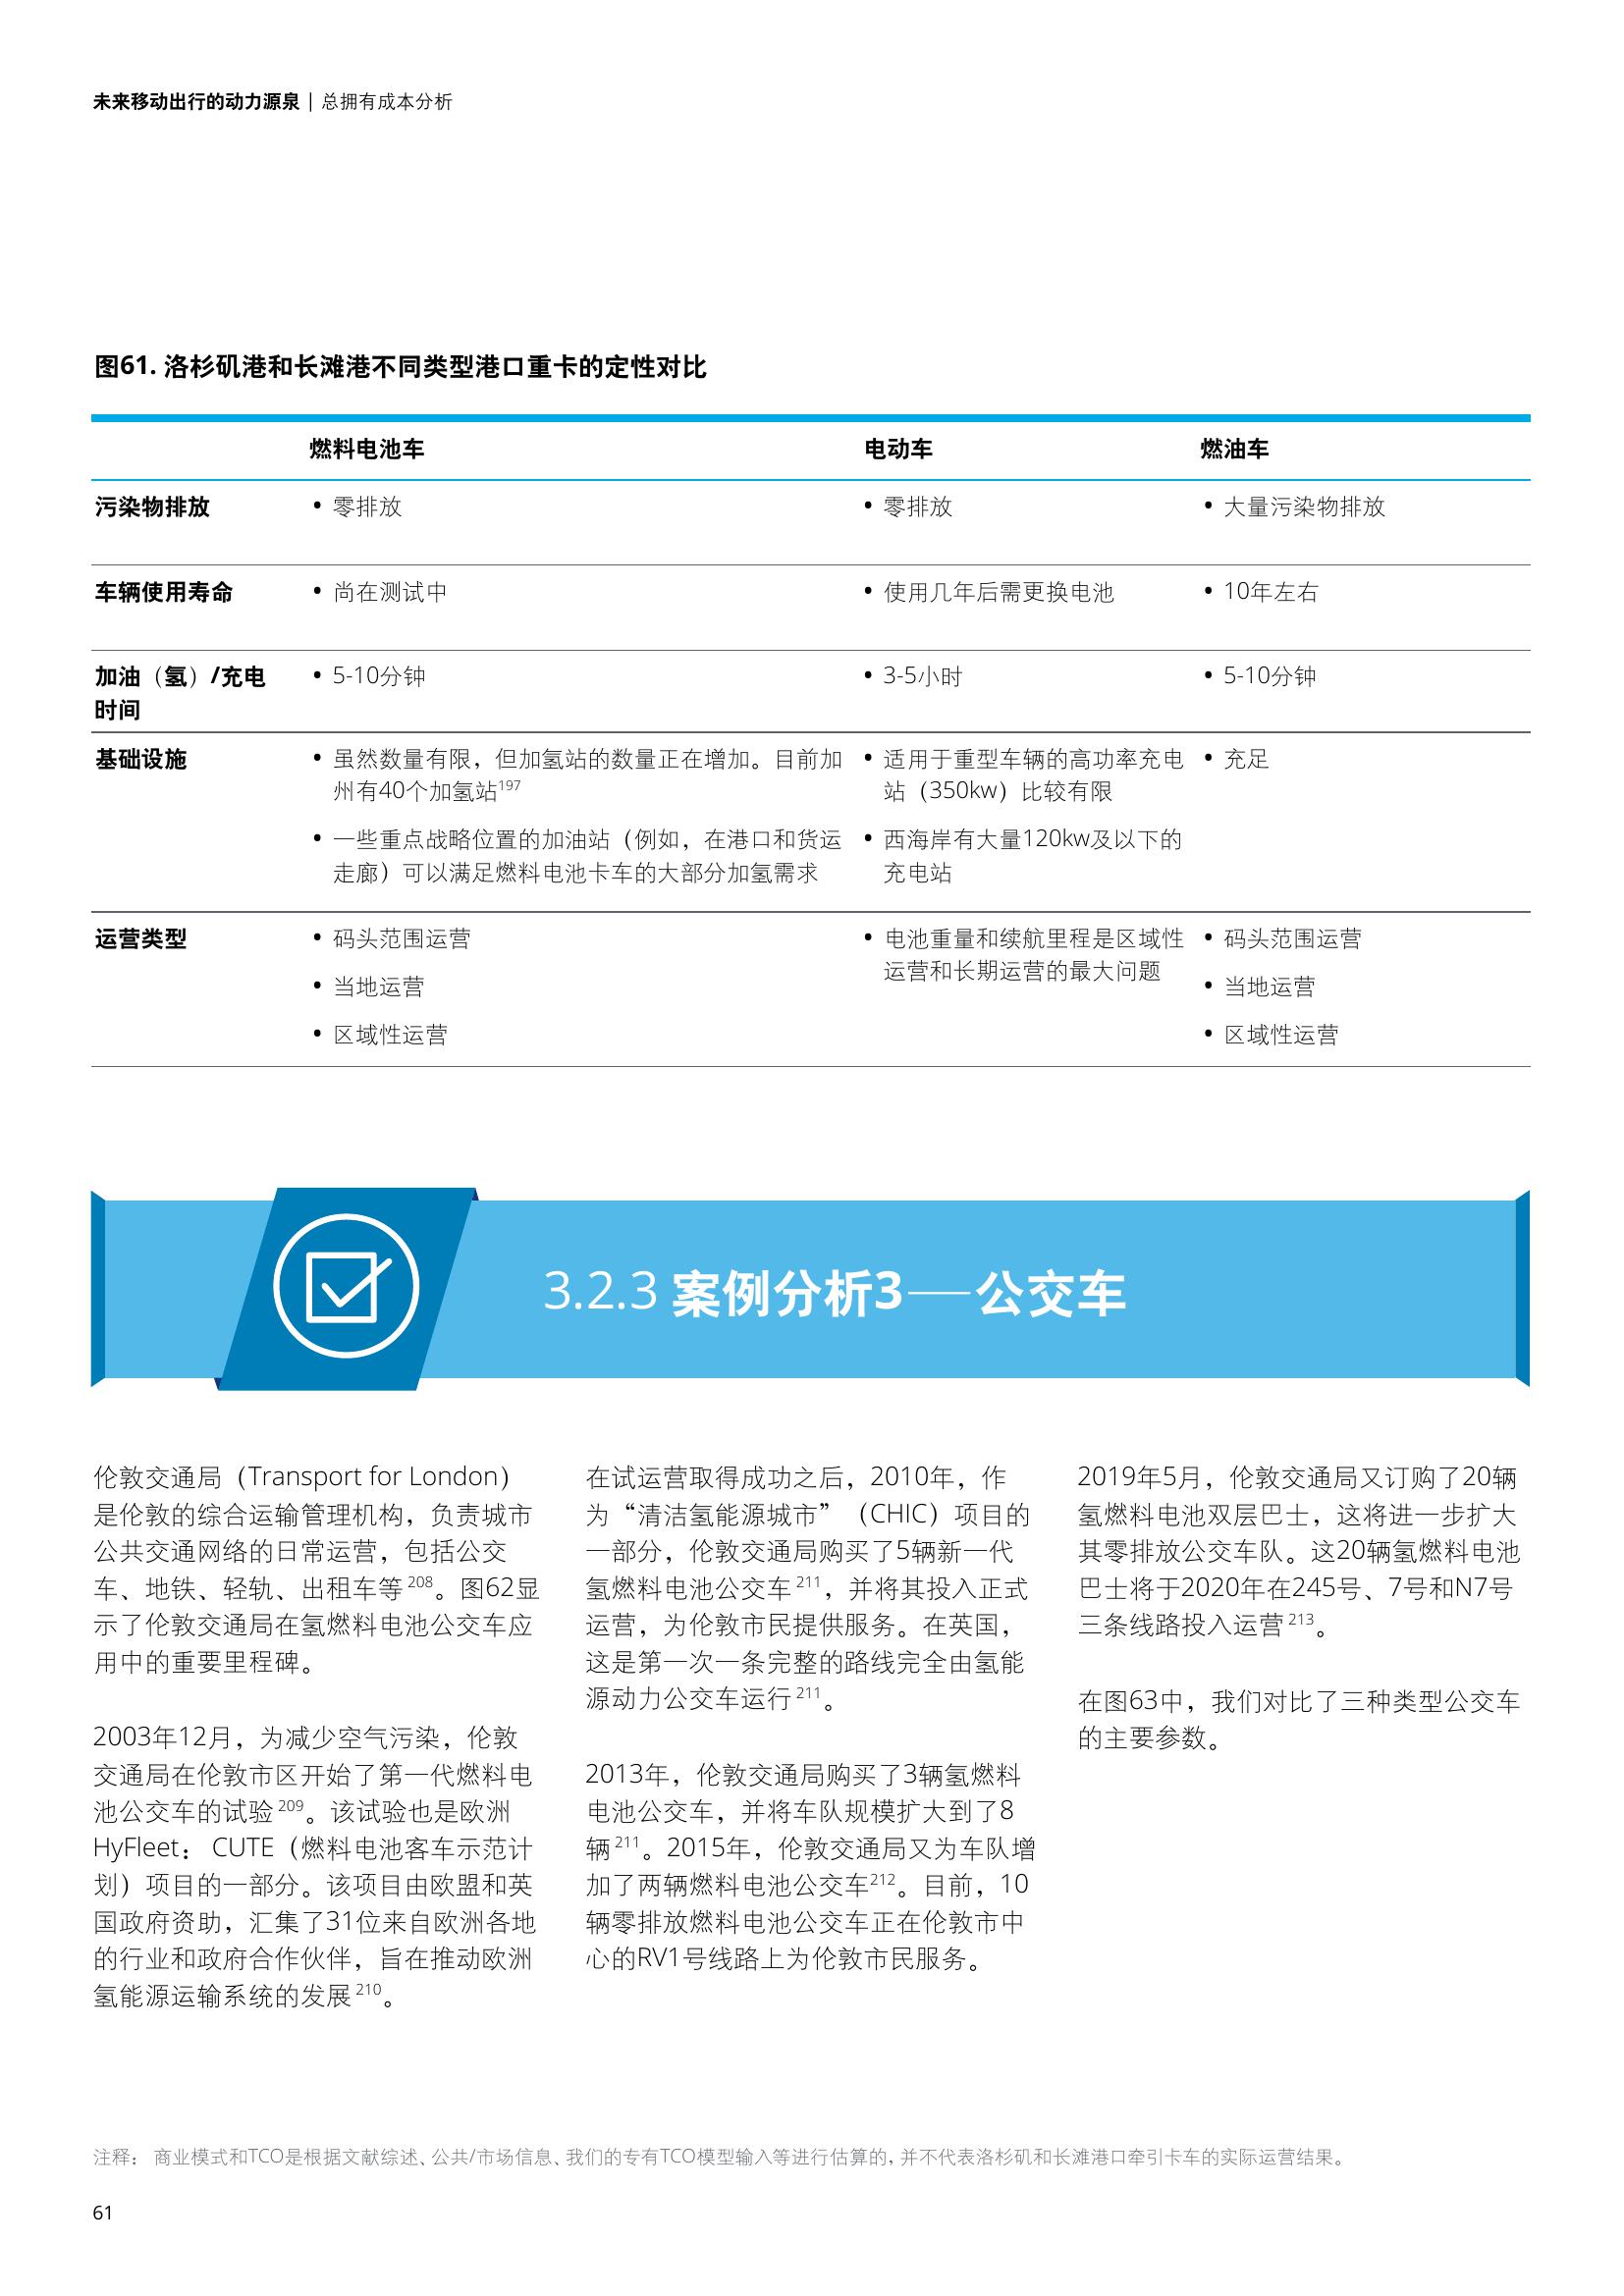 未来移动出行的动力源泉 | 总拥有成本分析
图61. 洛杉矶港和长滩港不同类型港口重卡的定性对比
燃料电池车 电动车 燃油车
污染物排放 • 零排放 • 零排放 • 大量污染物排放
车辆使用寿命 • 尚在测试中 • 使用几年后需更换电池 • 10年左右
加油（氢）/充电 • 5-10分钟 • 3-5小时 • 5-10分钟
时间
基础设施 • 虽然数量有限，但加氢站的数量正在增加。目前加 • 适用于重型车辆的高功率充电 • 充足
州有40个加氢站197 站（350kw）比较有限
• 一些重点战略位置的加油站（例如，在港口和货运 • 西海岸有大量120kw及以下的
走廊）可以满足燃料电池卡车的大部分加氢需求 充电站
运营类型 • 码头范围运营 • 电池重量和续航里程是区域性 • 码头范围运营
运营和长期运营的最大问题
• 当地运营 • 当地运营
• 区域性运营 • 区域性运营
3.2.3 案例分析3——公交车
伦敦交通局（Transport for London）
是伦敦的综合运输管理机构，负责城市
公共交通网络的日常运营，包括公交
车、地铁、轻轨、出租车等208。图62显
示了伦敦交通局在氢燃料电池公交车应
用中的重要里程碑。
2003年12月，为减少空气污染，伦敦
交通局在伦敦市区开始了第一代燃料电
池公交车的试验209。该试验也是欧洲
HyFleet： CUTE（燃料电池客车示范计
划）项目的一部分。该项目由欧盟和英
国政府资助，汇集了31位来自欧洲各地
的行业和政府合作伙伴，旨在推动欧洲
氢能源运输系统的发展210。
在试运营取得成功之后，2010年，作
为“清洁氢能源城市”（CHIC）项目的
一部分，伦敦交通局购买了5辆新一代
氢燃料电池公交车211，并将其投入正式
运营，为伦敦市民提供服务。在英国，
这是第一次一条完整的路线完全由氢能
源动力公交车运行211。
2013年，伦敦交通局购买了3辆氢燃料
电池公交车，并将车队规模扩大到了8
辆211。2015年，伦敦交通局又为车队增
加了两辆燃料电池公交车212。目前，10
辆零排放燃料电池公交车正在伦敦市中
心的RV1号线路上为伦敦市民服务。
2019年5月，伦敦交通局又订购了20辆
氢燃料电池双层巴士，这将进一步扩大
其零排放公交车队。这20辆氢燃料电池
巴士将于2020年在245号、7号和N7号
三条线路投入运营213。
在图63中，我们对比了三种类型公交车
的主要参数。
注释： 商业模式和TCO是根据文献综述、公共/市场信息、我们的专有TCO模型输入等进行估算的，并不代表洛杉矶和长滩港口牵引卡车的实际运营结果。
61